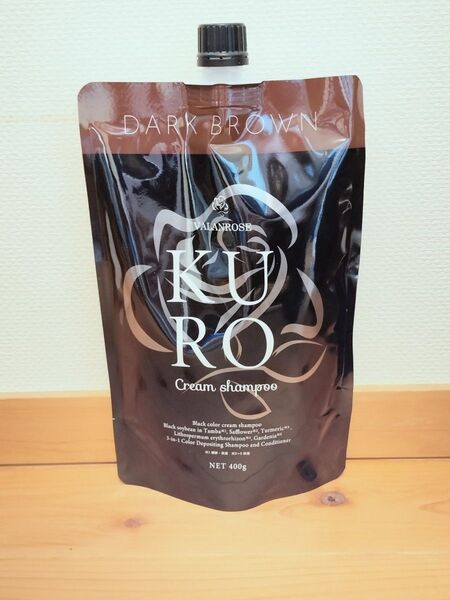 DARK BROWN
VALANROSE
KU
RO
Cream shampoo
Black color cream shampoo
Black soybean in Tamba※1, Safflower※2, Turmeric※3,
Lithospermum erythrorhizon※4, Gardenia※5
3-in-1 Color Depositing Shampoo and Conditioner
NET 400g